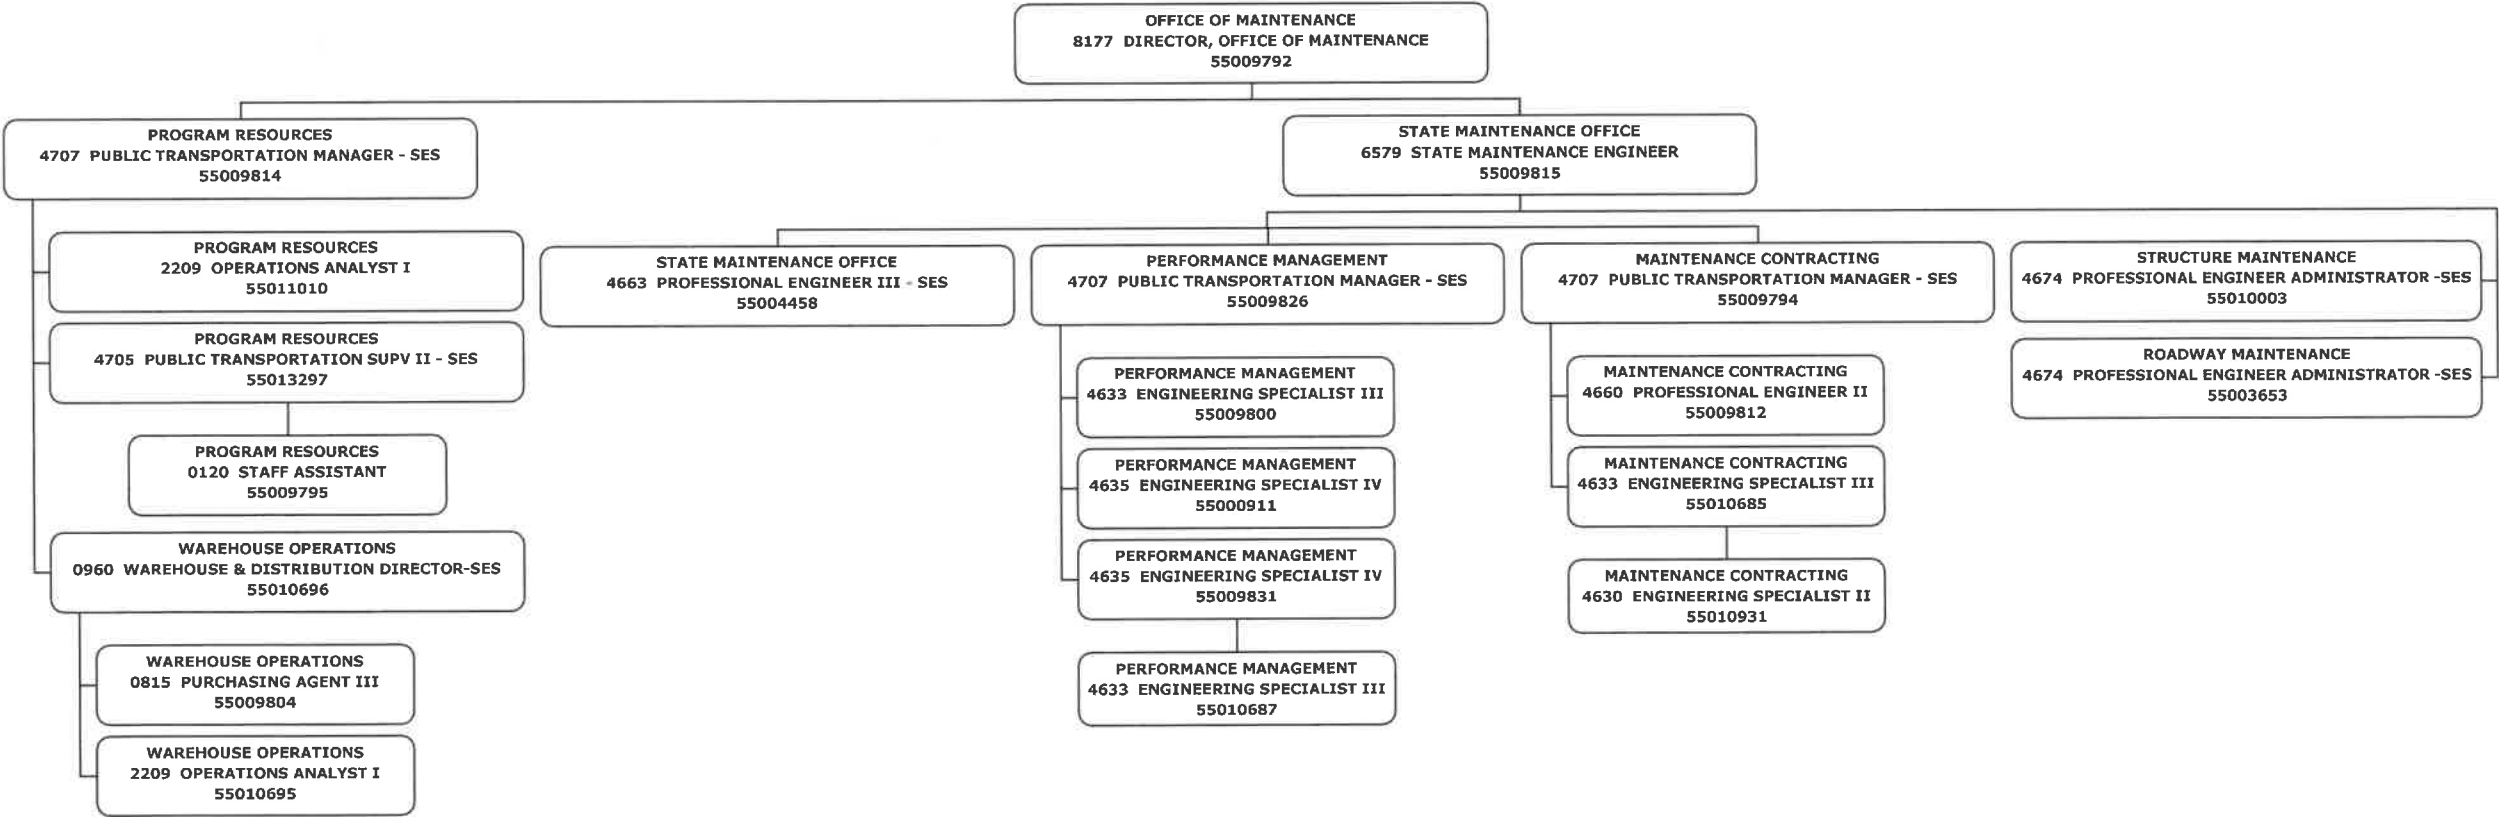 OFFICE OF MAINTENANCE
8177 DIRECTOR, OFFICE OF MAINTENANCE
55009792
PROGRAM RESOURCES
4707 PUBLIC TRANSPORTATION MANAGER - SES
55009814
STATE MAINTENANCE OFFICE
6579 STATE MAINTENANCE ENGINEER
55009815
PROGRAM RESOURCES
2209 OPERATIONS ANALYST I
55011010
PROGRAM RESOURCES
4705 PUBLIC TRANSPORTATION SUPV II - SES
55013297
PROGRAM RESOURCES
0120 STAFF ASSISTANT
55009795
WAREHOUSE OPERATIONS
0960 WAREHOUSE & DISTRIBUTION DIRECTOR-SES
55010696
WAREHOUSE OPERATIONS
0815 PURCHASING AGENT III
55009804
WAREHOUSE OPERATIONS
2209 OPERATIONS ANALYST I
55010695
STATE MAINTENANCE OFFICE
4663 PROFESSIONAL ENGINEER III - SES
55004458
PERFORMANCE MANAGEMENT
4707 PUBLIC TRANSPORTATION MANAGER - SES
55009826
PERFORMANCE MANAGEMENT
4633 ENGINEERING SPECIALIST III
55009800
PERFORMANCE MANAGEMENT
4635 ENGINEERING SPECIALIST IV
55000911
PERFORMANCE MANAGEMENT
4635 ENGINEERING SPECIALIST IV
55009831
PERFORMANCE MANAGEMENT
4633 ENGINEERING SPECIALIST III
55010687
MAINTENANCE CONTRACTING
4707 PUBLIC TRANSPORTATION MANAGER - SES
55009794
MAINTENANCE CONTRACTING
4660 PROFESSIONAL ENGINEER II
55009812
MAINTENANCE CONTRACTING
4633 ENGINEERING SPECIALIST III
55010685
MAINTENANCE CONTRACTING
4630 ENGINEERING SPECIALIST II
55010931
STRUCTURE MAINTENANCE
4674 PROFESSIONAL ENGINEER ADMINISTRATOR -SES
55010003
ROADWAY MAINTENANCE
4674 PROFESSIONAL ENGINEER ADMINISTRATOR -SES
55003653